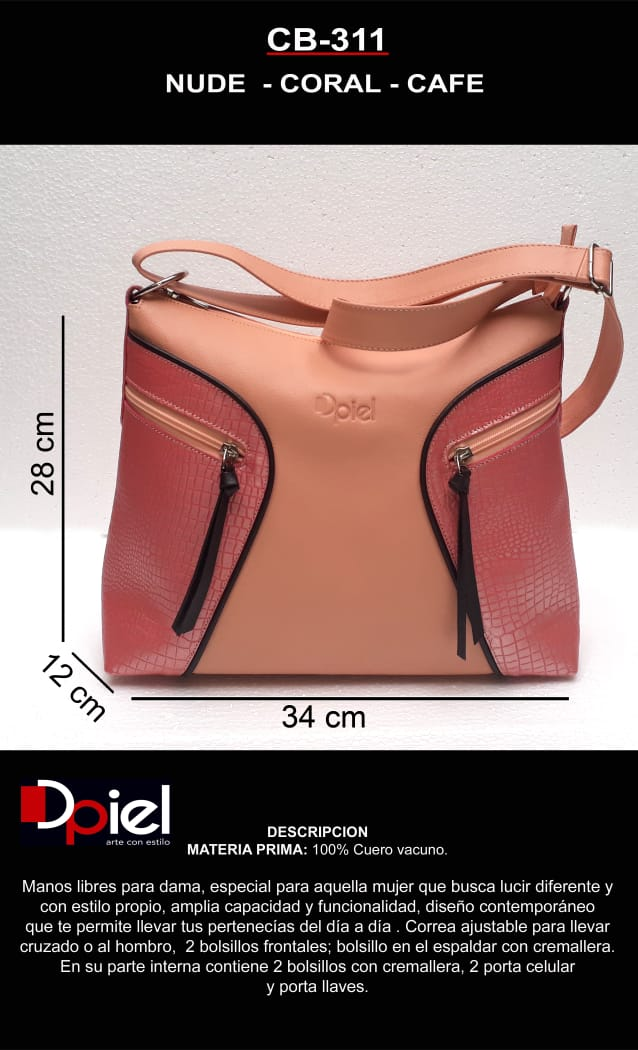 CB-311
NUDE - CORAL - CAFE
Dpiel
28 cm
12 cm
34 cm
Dpiel
arte con estilo
DESCRIPCION
MATERIA PRIMA: 100% Cuero vacuno.
Manos libres para dama, especial para aquella mujer que busca lucir diferente y
con estilo propio, amplia capacidad y funcionalidad, diseño contemporáneo
que te permite llevar tus pertenecías del día a día . Correa ajustable para llevar
cruzado o al hombro, 2 bolsillos frontales; bolsillo en el espaldar con cremallera.
En su parte interna contiene 2 bolsillos con cremallera, 2 porta celular
y porta llaves.